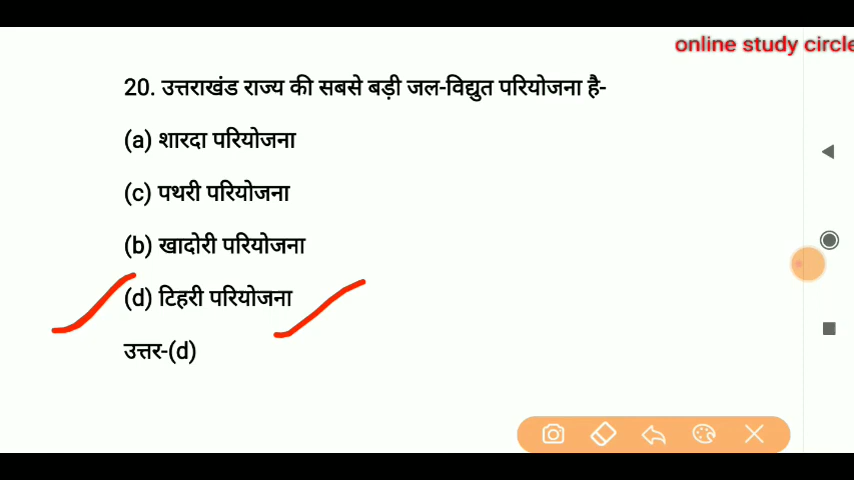 online study circle
20. उत्तराखंड राज्य की सबसे बड़ी जल-विद्युत परियोजना है-
(a) शारदा परियोजना
(c) पथरी परियोजना
(b) खादोरी परियोजना
(d) टिहरी परियोजना
उत्तर-(d)